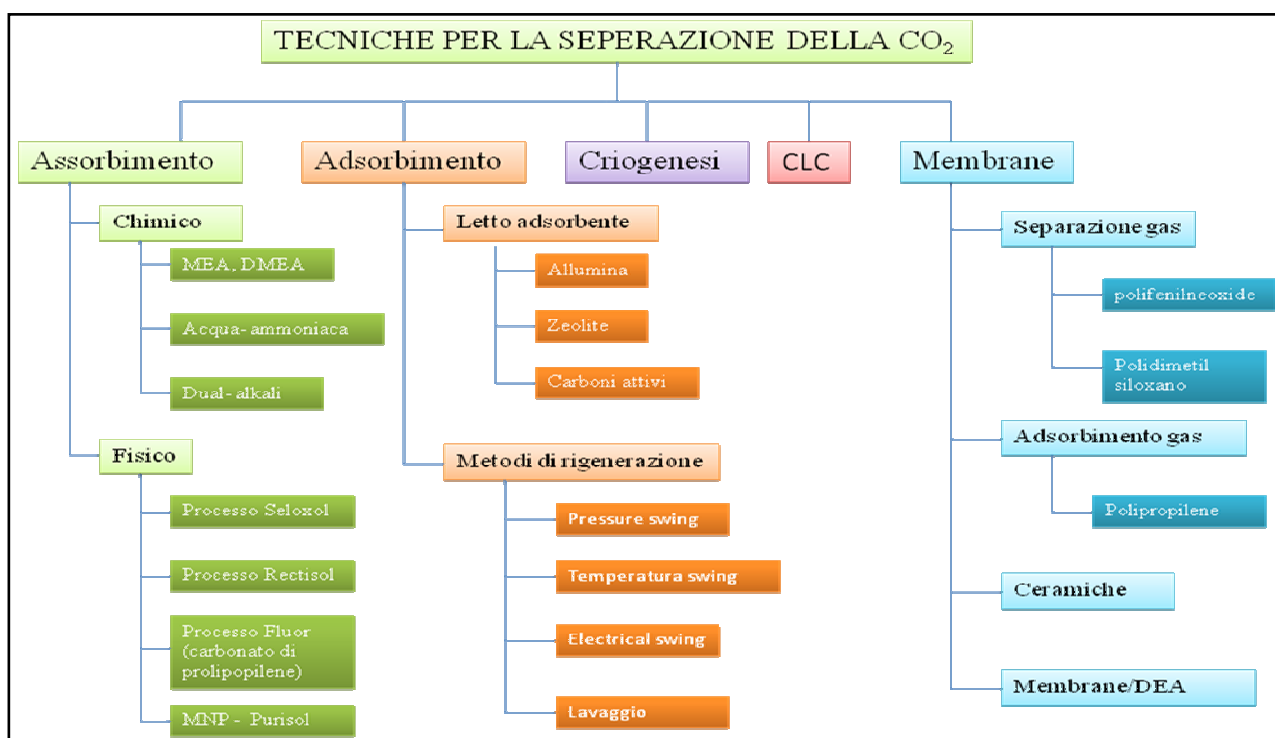 TECNICHE PER LA SEPERAZIONE DELLA CO₂
Assorbimento
Adsorbimento
Criogenesi
CLC
Membrane
Chimico
MEA, DMEA
Acqua-ammoniaca
Dual-alkali
Fisico
Processo Seloxol
Processo Rectisol
Processo Fluor
(carbonato di
prolipopilene)
MNP - Purisol
Letto adsorbente
Allumina
Zeolite
Carboni attivi
Metodi di rigenerazione
Pressure swing
Temperatura swing
Electrical swing
Lavaggio
Separazione gas
polifenilneoxide
Polidimetil
siloxano
Adsorbimento gas
Polipropilene
Ceramiche
Membrane/DEA